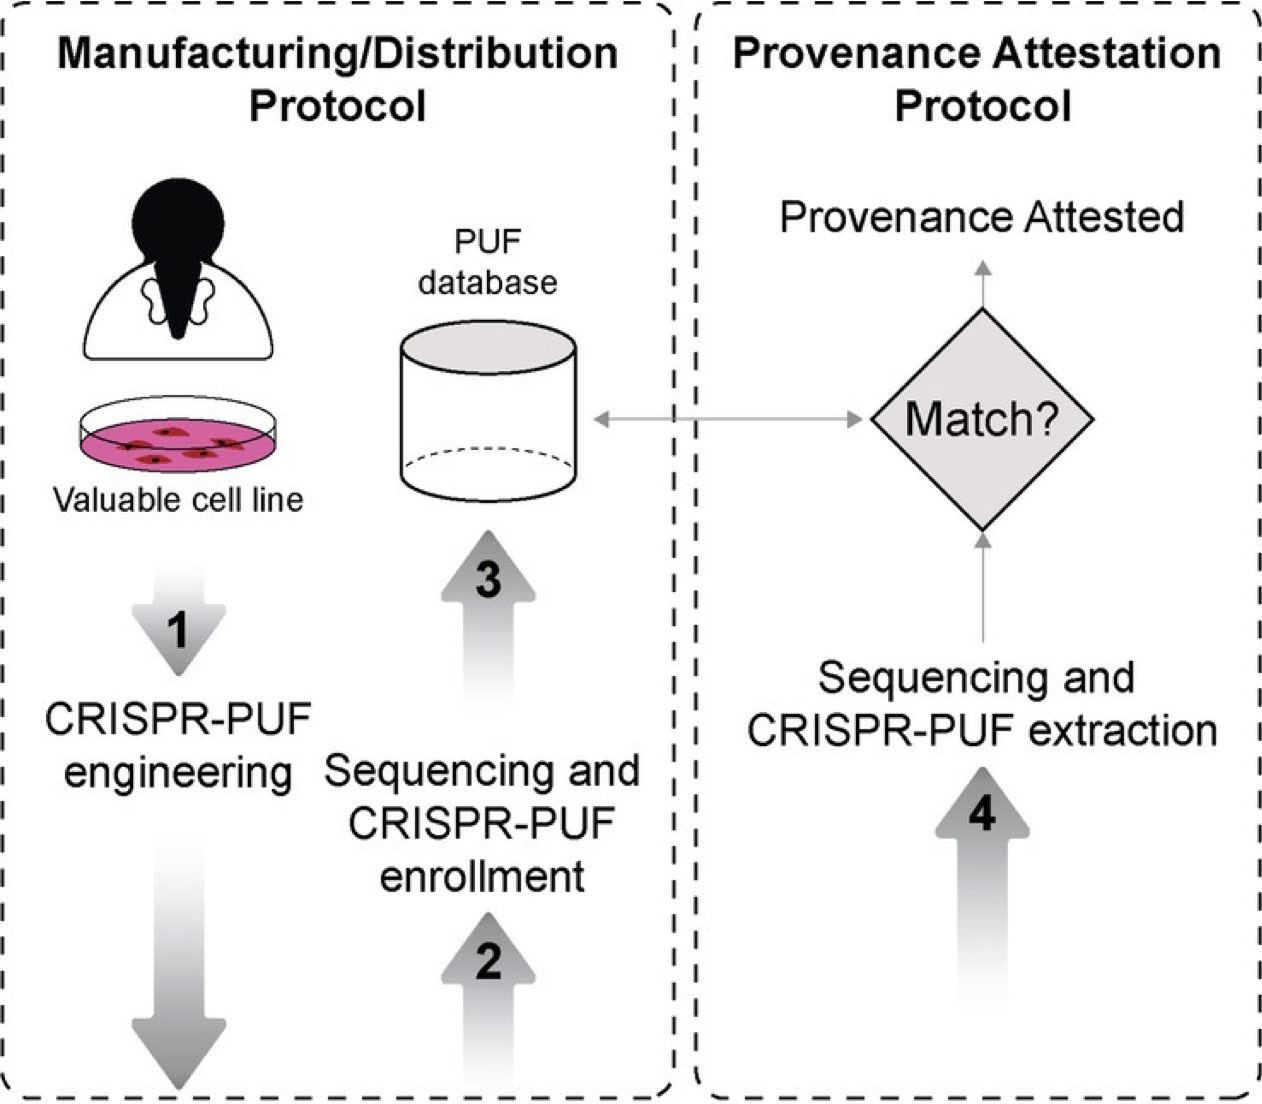 Manufacturing/Distribution
Protocol
PUF
database
Valuable cell line
1
CRISPR-PUF
engineering
3
Sequencing and
CRISPR-PUF
enrollment
2
Provenance Attestation
Protocol
Provenance Attested
Match?
Sequencing and
CRISPR-PUF extraction
4